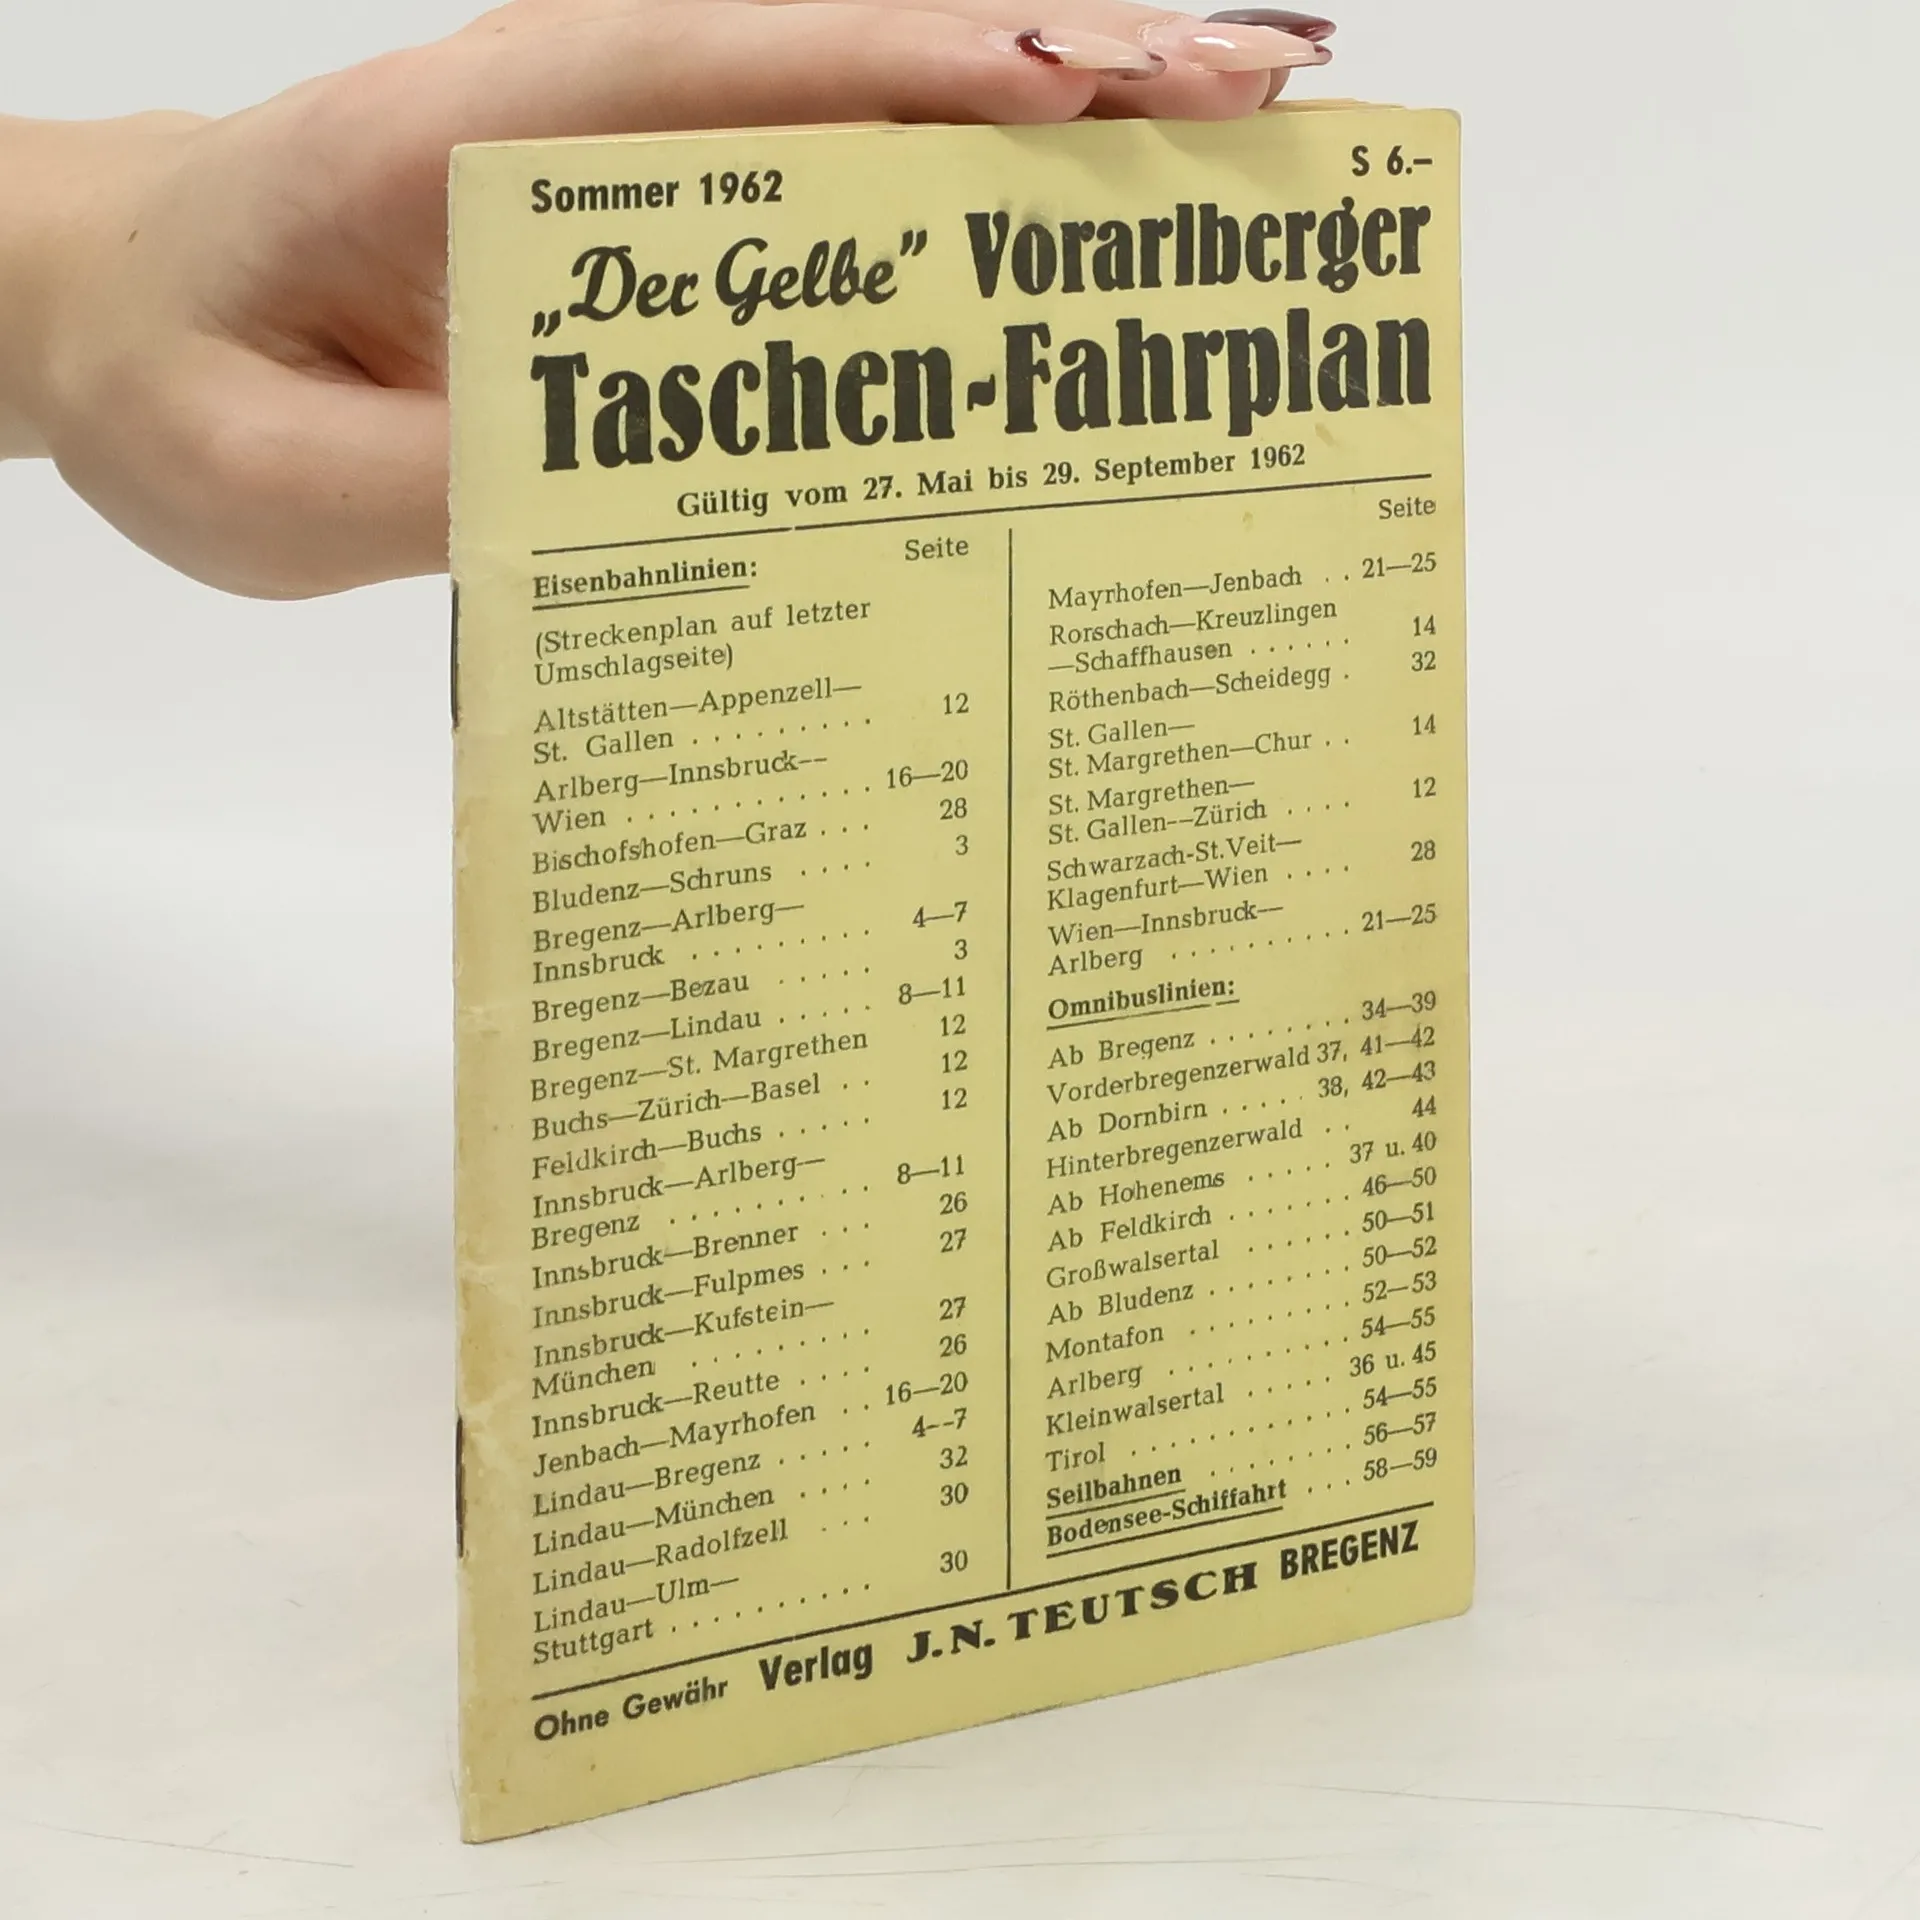 Sommer 1962
S 6.–
„Der Gelbe” Vorarlberger
Taschen-Fahrplan
Gültig vom 27. Mai bis 29. September 1962
Seite
Eisenbahnlinien:
(Streckenplan auf letzter
Umschlagseite)
Altstätten—Appenzell—
St. Gallen . . . . . . . . . 12
Arlberg—Innsbruck--
Wien . . . . . . . . . . . . 16—20
Bischofshofen—Graz . . . 28
Bludenz—Schruns . . . . 3
Bregenz—Arlberg—
Innsbruck . . . . . . . . . 4—7
Bregenz—Bezau . . . . . 3
Bregenz—Lindau . . . . . 8—11
Bregenz—St. Margrethen 12
Buchs—Zürich—Basel . . 12
Feldkirch—Buchs . . . . . 12
Innsbruck—Arlberg—
Bregenz . . . . . . . . . . 8—11
Innsbruck—Brenner . . . 26
Innsbruck—Fulpmes . . . 27
Innsbruck—Kufstein—
München . . . . . . . . . 27
Innsbruck—Reutte . . . . 26
Jenbach—Mayrhofen . . 16—20
Lindau—Bregenz . . . . . 4--7
Lindau—München . . . . 32
Lindau—Radolfzell . . . 30
Lindau—Ulm—
Stuttgart . . . . . . . . . . 30
Seite
Mayrhofen—Jenbach . . 21—25
Rorschach—Kreuzlingen
—Schaffhausen . . . . . . 14
Röthenbach—Scheidegg . 32
St. Gallen—
St. Margrethen—Chur . . 14
St. Margrethen—
St. Gallen--Zürich . . . . 12
Schwarzach-St.Veit—
Klagenfurt—Wien . . . . 28
Wien—Innsbruck—
Arlberg . . . . . . . . . . 21—25
Omnibuslinien:
Ab Bregenz . . . . . . . . 34—39
Vorderbregenzerwald 37, 41—42
Ab Dornbirn . . . . . 38, 42—43
Hinterbregenzerwald . . 44
Ab Hohenems . . . . . 37 u. 40
Ab Feldkirch . . . . . . . 46—50
Großwalsertal . . . . . . 50—51
Ab Bludenz . . . . . . . . 50—52
Montafon . . . . . . . . . 52—53
Arlberg . . . . . . . . . . 54—55
Kleinwalsertal . . . . . 36 u. 45
Tirol . . . . . . . . . . . 54—55
Seilbahnen . . . . . . . . 56—57
Bodensee-Schiffahrt . . . 58—59
Ohne Gewähr Verlag J.N. TEUTSCH BREGENZ